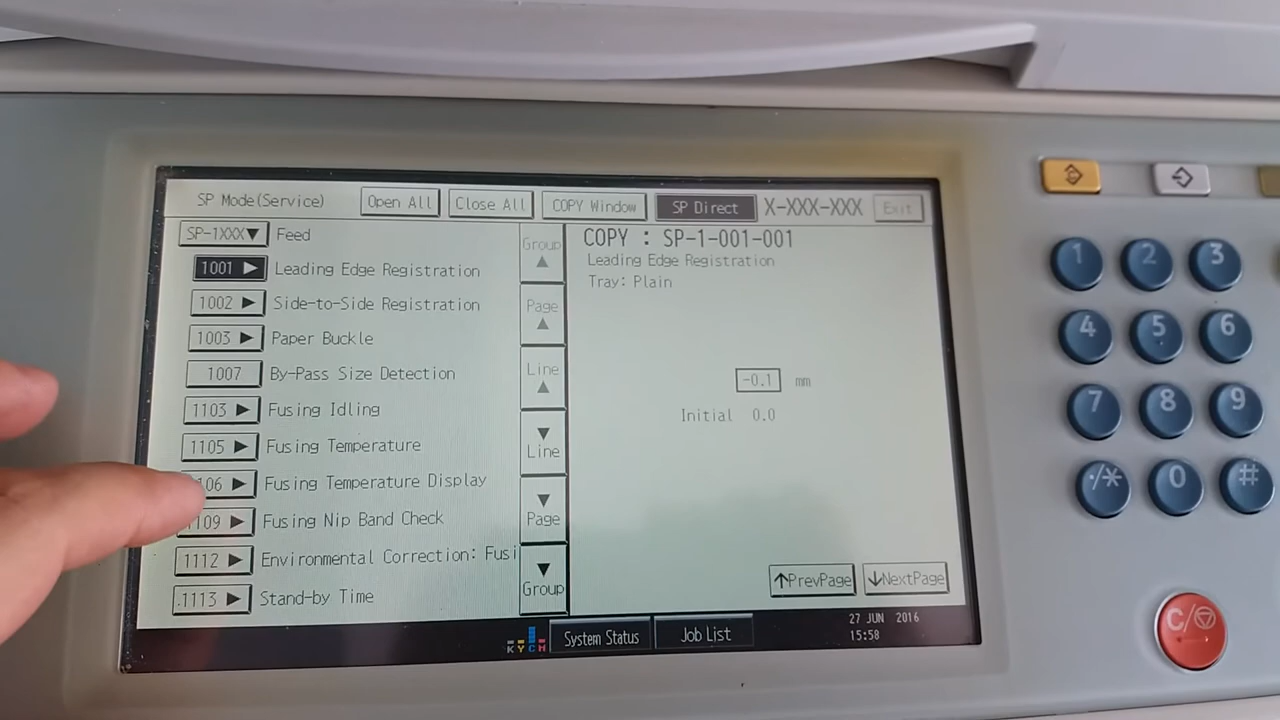 SP Mode(Service) Open All Close All COPY Window SP Direct X-XXX-XXX Exit
SP-1XXX▼ Feed
1001 ▶ Leading Edge Registration
1002 ▶ Side-to-Side Registration
1003 ▶ Paper Buckle
1007 By-Pass Size Detection
1103 ▶ Fusing Idling
1105 ▶ Fusing Temperature
106 ▶ Fusing Temperature Display
1109 ▶ Fusing Nip Band Check
1112 ▶ Environmental Correction: Fusi
1113 ▶ Stand-by Time
Group ▲
Page ▲
Line ▲
▼ Line
▼ Page
▼ Group
COPY : SP-1-001-001
Leading Edge Registration
Tray: Plain
-0.1 mm
Initial 0.0
↑PrevPage ↓NextPage
K Y C M System Status Job List
27 JUN 2016
15:58
1 2 3
4 5 6
7 8 9
·/* 0 #
C/